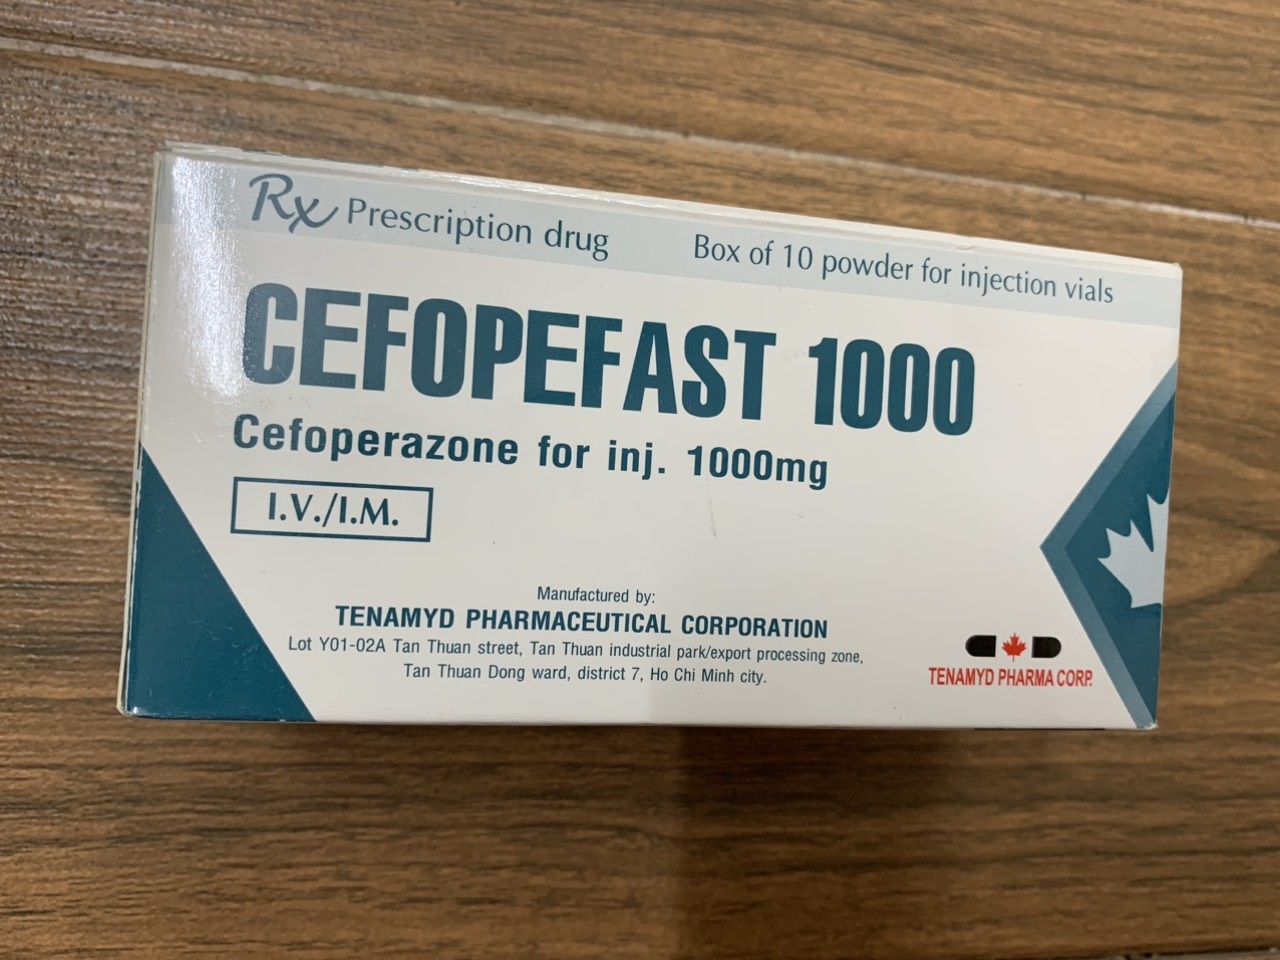 Rx Prescription drug
Box of 10 powder for injection vials
CEFOPEFAST 1000
Cefoperazone for inj. 1000mg
I.V./I.M.
Manufactured by:
TENAMYD PHARMACEUTICAL CORPORATION
Lot Y01-02A Tan Thuan street, Tan Thuan industrial park/export processing zone,
Tan Thuan Dong ward, district 7, Ho Chi Minh city.
TENAMYD PHARMA CORP.